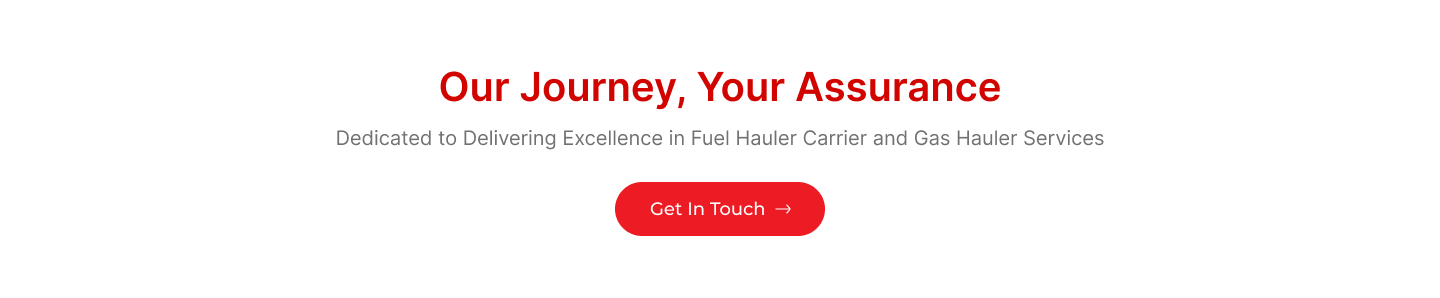 Our Journey, Your Assurance
Dedicated to Delivering Excellence in Fuel Hauler Carrier and Gas Hauler Services
Get In Touch →